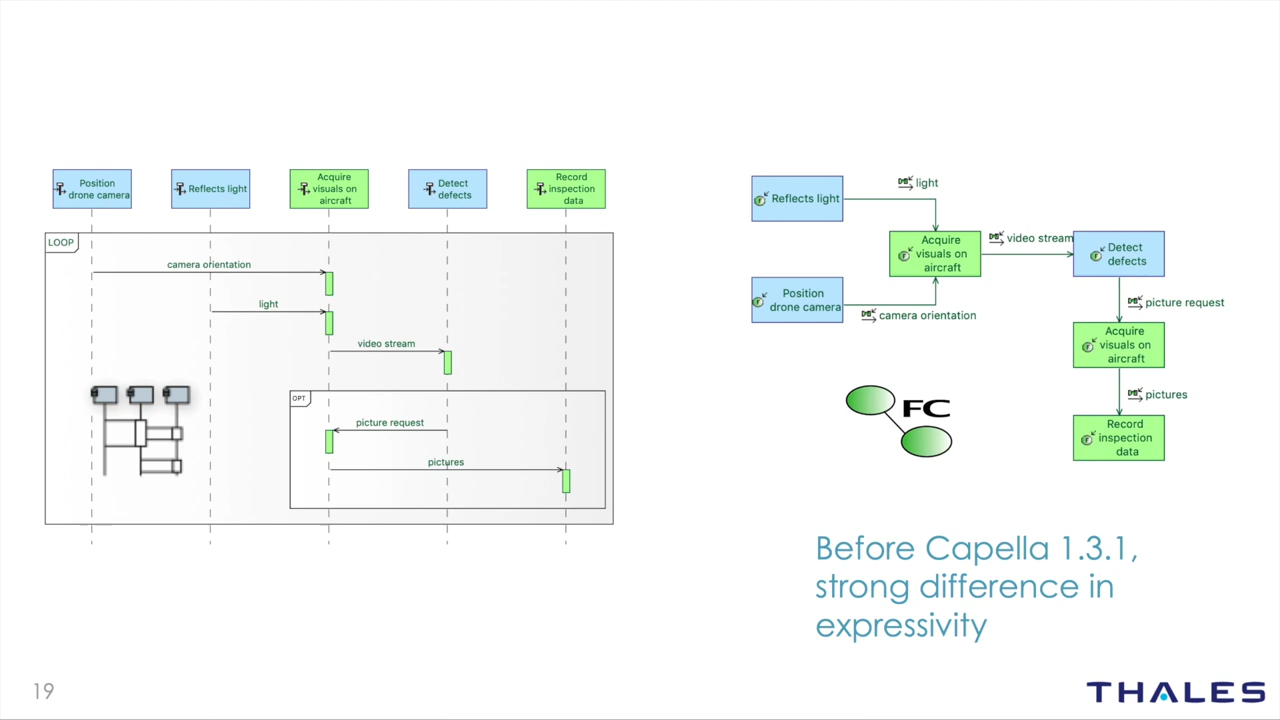 Position
drone camera
Reflects light
Acquire
visuals on
aircraft
Detect
defects
Record
inspection
data
LOOP
camera orientation
light
video stream
OPT
picture request
pictures
Reflects light
light
Acquire
visuals on
aircraft
video stream
Detect
defects
Position
drone camera
camera orientation
picture request
Acquire
visuals on
aircraft
pictures
Record
inspection
data
FC
Before Capella 1.3.1,
strong difference in
expressivity
19
THALES